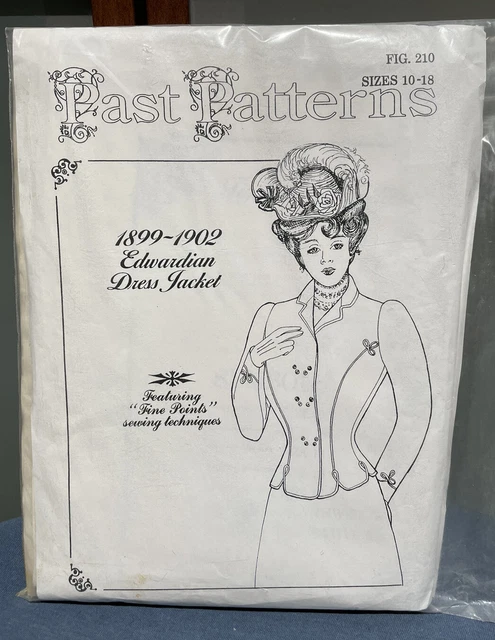 FIG. 210
SIZES 10-18
Past Patterns
1899-1902
Edwardian
Dress Jacket
Featuring
"Fine Points"
sewing techniques